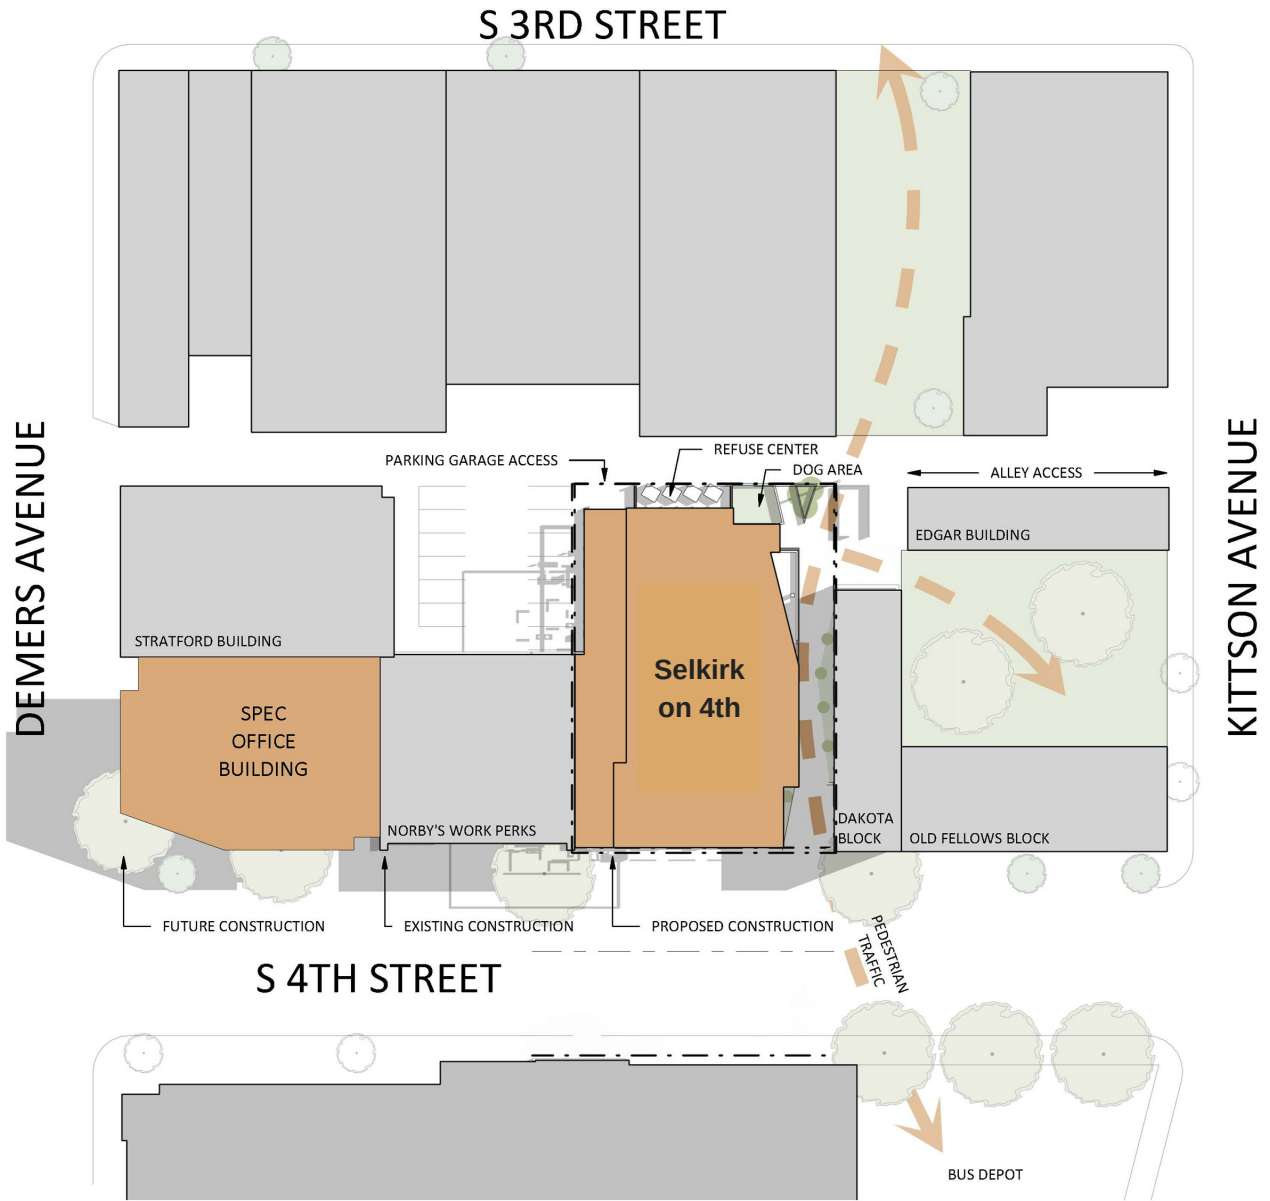 S 3RD STREET
DEMERS AVENUE
KITTSON AVENUE
REFUSE CENTER
PARKING GARAGE ACCESS
DOG AREA
ALLEY ACCESS
EDGAR BUILDING
STRATFORD BUILDING
Selkirk
on 4th
SPEC
OFFICE
BUILDING
NORBY'S WORK PERKS
DAKOTA
BLOCK
OLD FELLOWS BLOCK
FUTURE CONSTRUCTION
EXISTING CONSTRUCTION
PROPOSED CONSTRUCTION
PEDESTRIAN
TRAFFIC
S 4TH STREET
BUS DEPOT